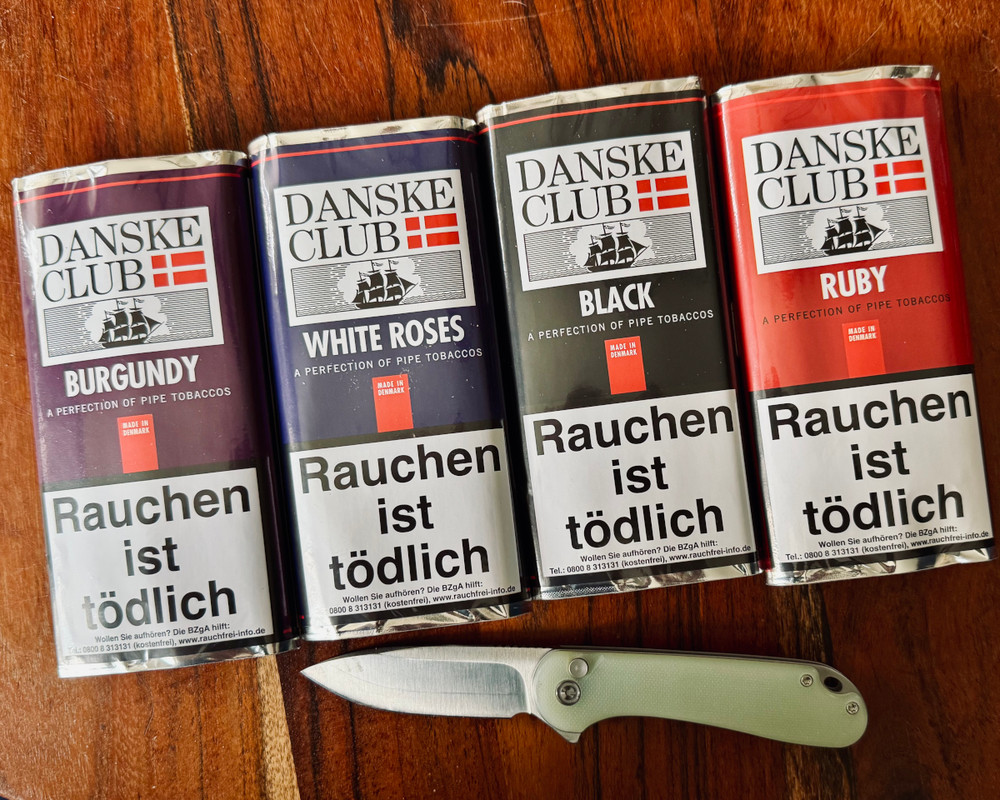 DANSKE
CLUB
BURGUNDY
A PERFECTION OF PIPE TOBACCOS
MADE IN
DENMARK
Rauchen
ist
tödlich
Wollen Sie aufhören? Die BZgA hilft:
Tel.: 0800 8 313131 (kostenfrei), www.rauchfrei-info.de
DANSKE
CLUB
WHITE ROSES
A PERFECTION OF PIPE TOBACCOS
MADE IN
DENMARK
Rauchen
ist
tödlich
Wollen Sie aufhören? Die BZgA hilft:
0800 8 313131 (kostenfrei), www.rauchfrei-info.de
DANSKE
CLUB
BLACK
A PERFECTION OF PIPE TOBACCOS
MADE IN
DENMARK
Rauchen
ist
tödlich
Wollen Sie aufhören? Die BZgA hilft:
Tel.: 0800 8 313131 (kostenfrei), www.rauchfrei-info.de
DANSKE
CLUB
RUBY
A PERFECTION OF PIPE TOBACCOS
MADE IN
DENMARK
Rauchen
ist
tödlich
Wollen Sie aufhören? Die BZgA hilft:
Tel.: 0800 8 313131 (kostenfrei), www.rauchfrei-info.de